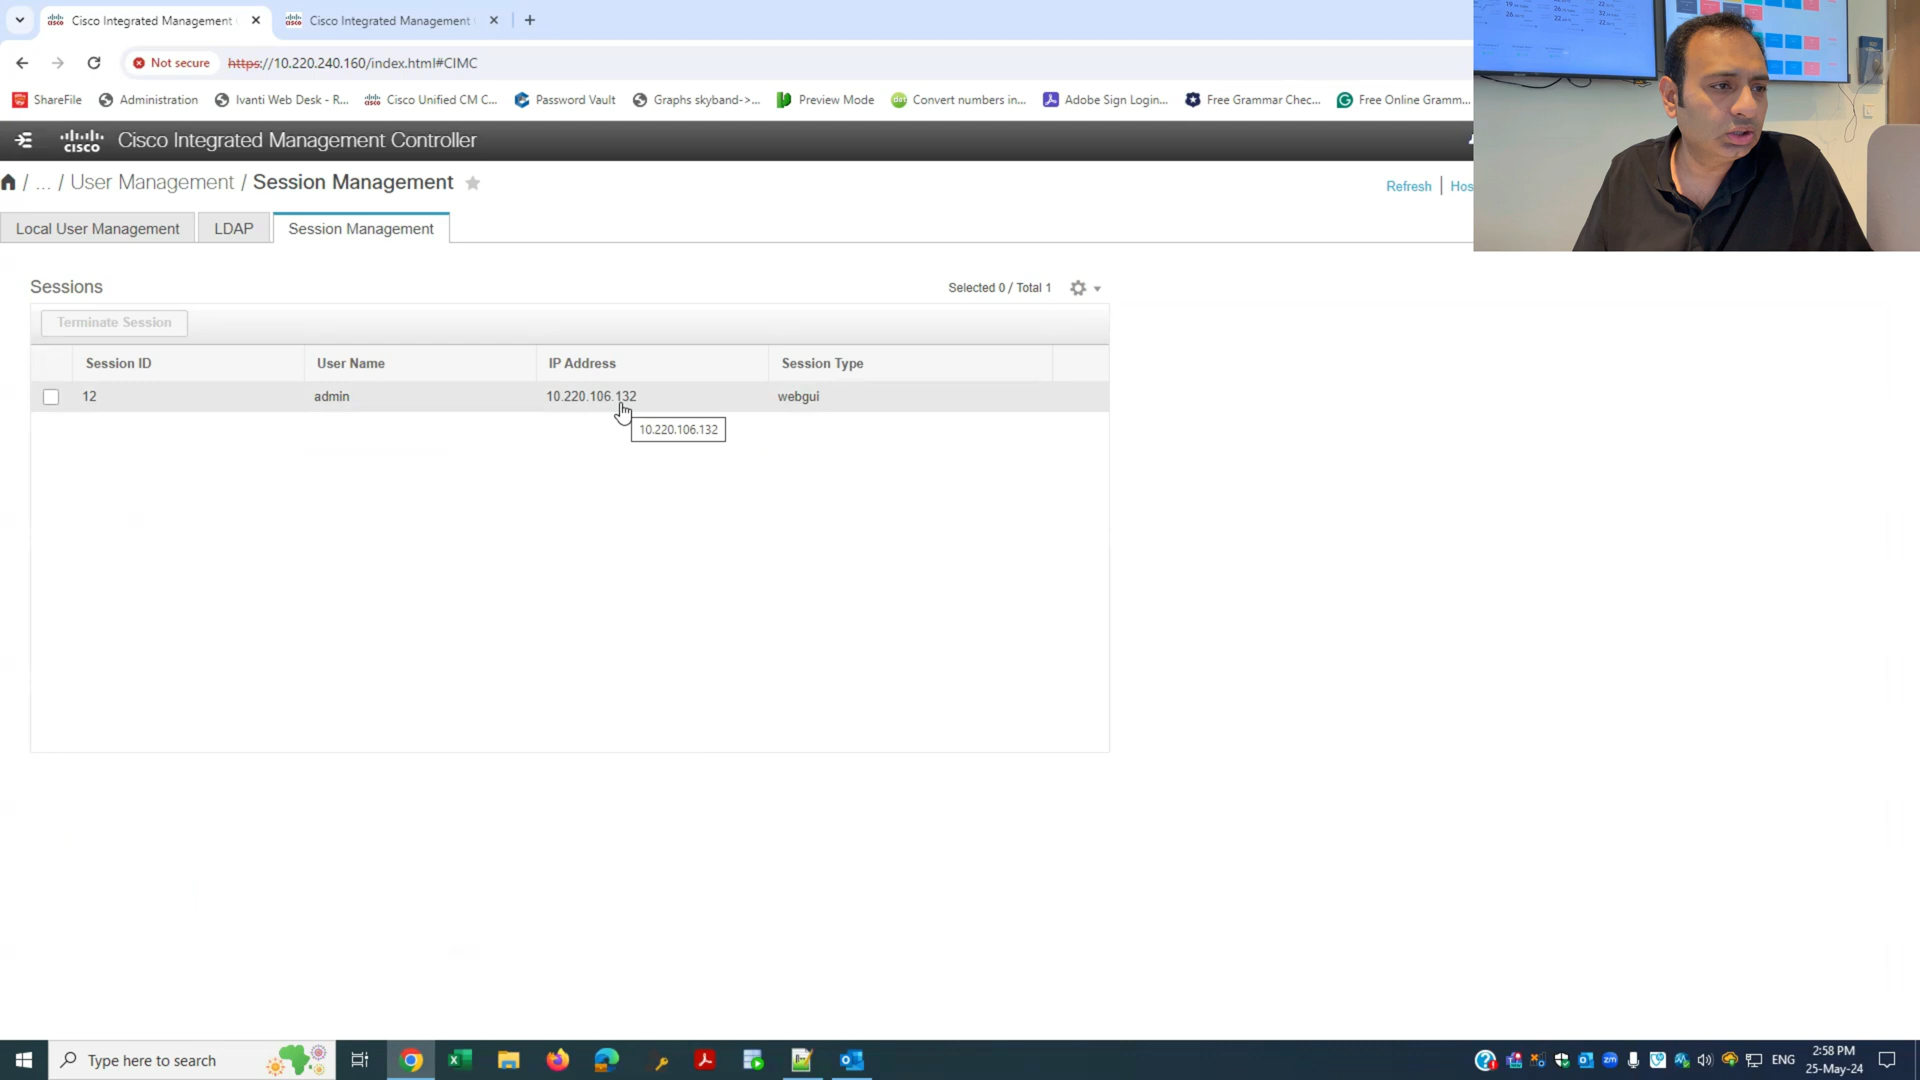 Cisco Integrated Management
Cisco Integrated Management
Not secure
https://10.220.240.160/index.html#CIMC
ShareFile
Administration
Ivanti Web Desk - R...
Cisco Unified CM C...
Password Vault
Graphs skyband->...
Preview Mode
Convert numbers in...
Adobe Sign Login...
Free Grammar Chec...
Free Online Gramm...
CISCO
Cisco Integrated Management Controller
/ ... / User Management / Session Management
Refresh
Hos
Local User Management
LDAP
Session Management
Sessions
Selected 0 / Total 1
Terminate Session
Session ID
User Name
IP Address
Session Type
12
admin
10.220.106.132
webgui
10.220.106.132
Type here to search
ENG
2:58 PM
25-May-24